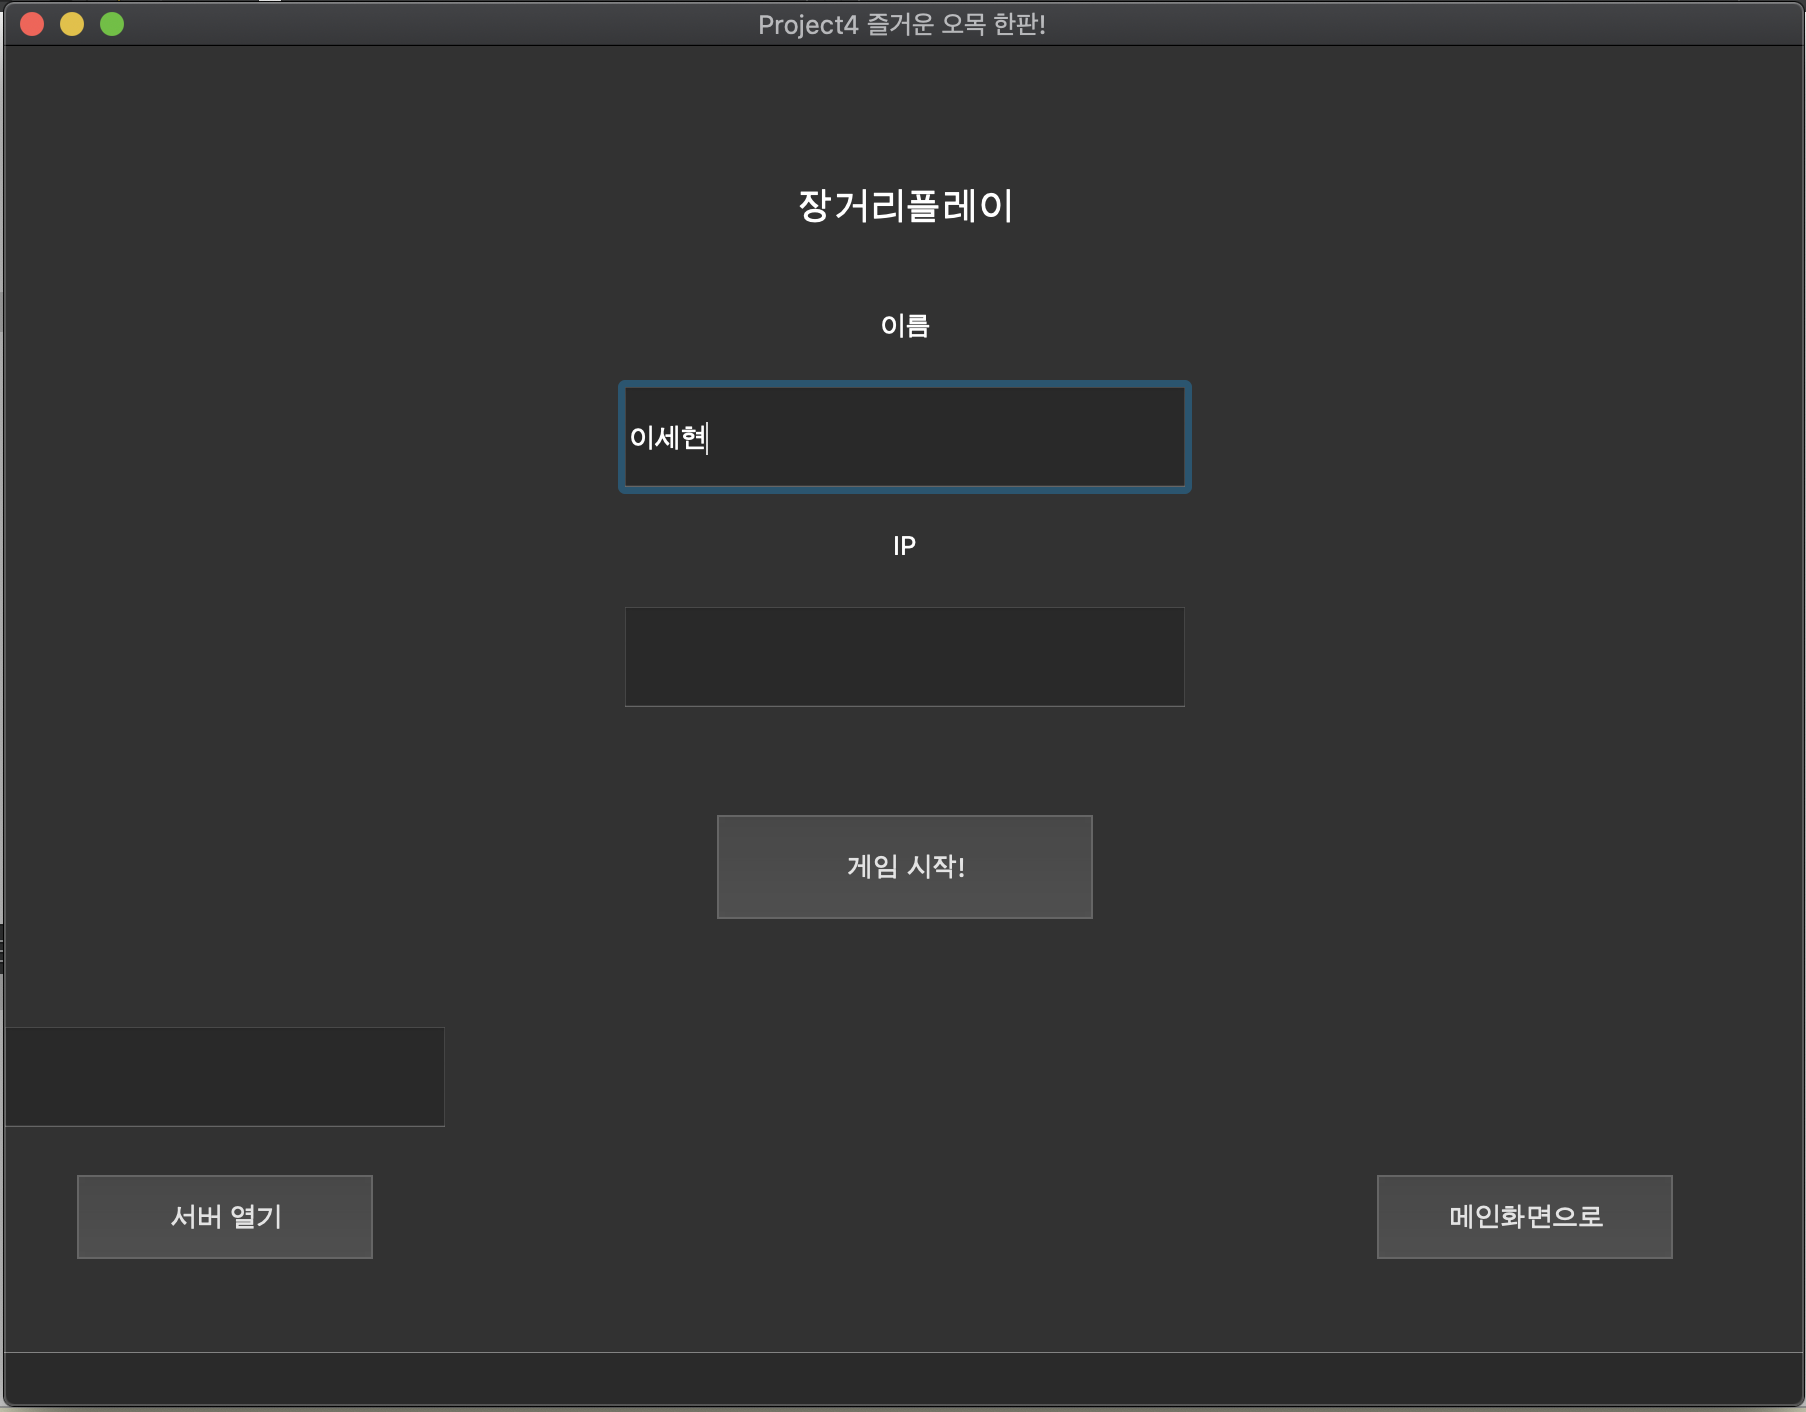 Project4 즐거운 오목 한판!
장거리플레이
이름
이세현
IP
게임 시작!
서버 열기
메인화면으로